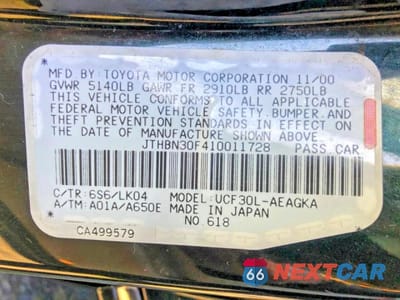 MFD. BY TOYOTA MOTOR CORPORATION 11/00
GVWR 5140LB GAWR FR 2910LB RR 2750LB
THIS VEHICLE CONFORMS TO ALL APPLICABLE
FEDERAL MOTOR VEHICLE SAFETY,BUMPER,AND
THEFT PREVENTION STANDARDS IN EFFECT ON
THE DATE OF MANUFACTURE SHOWN ABOVE.
JTHBN30F410011728 PASS.CAR
C/TR: 6S6/LK04 MODEL: UCF30L-AEAGKA
A/TM: A01A/A650E MADE IN JAPAN
NO 618
CA499579
66 NEXTCAR